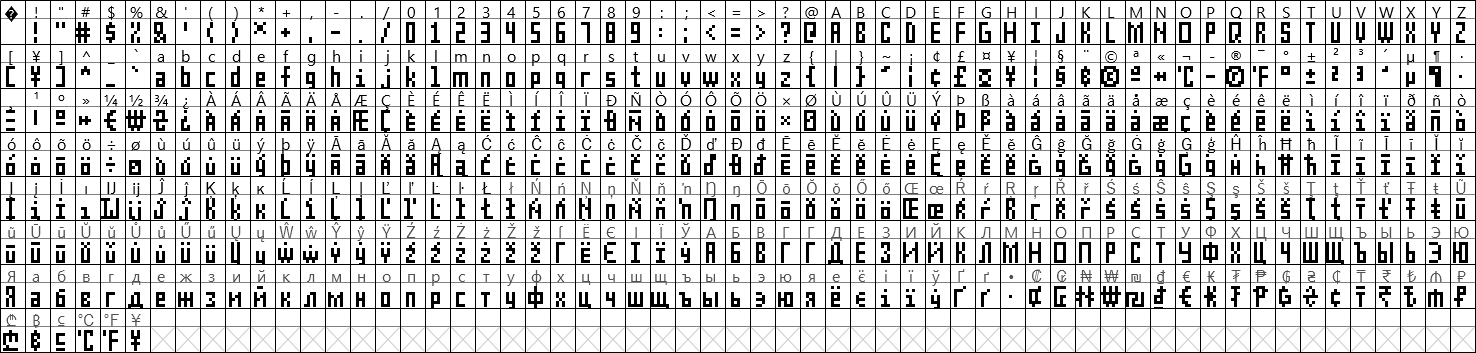 � ! " # $ % & ' ( ) * + , - . / 0 1 2 3 4 5 6 7 8 9 : ; < = > ? @ A B C D E F G H I J K L M N O P Q R S T U V W X Y Z
[ ¥ ] ^ _ ` a b c d e f g h i j k l m n o p q r s t u v w x y z { | } ~ ¡ ¢ £ ¤ ¥ ¦ § ¨ © ª « ¬ - ® ¯ ° ± ² ³ ´ µ ¶ ·
¸ ¹ º » ¼ ½ ¾ ¿ À Á Â Ã Ä Å Æ Ç È É Ê Ë Ì Í Î Ï Ð Ñ Ò Ó Ô Õ Ö × Ø Ù Ú Û Ü Ý Þ ß à á â ã ä å æ ç è é ê ë ì í î ï ð ñ ò
ó ô õ ö ÷ ø ù ú û ü ý þ ÿ Ā ā Ă ă Ą ą Ć ć Ĉ ĉ Ċ ċ Č č Ď ď Đ đ Ē ē Ĕ ĕ Ė ė Ę ę Ě ě Ĝ ĝ Ğ ğ Ġ ġ Ģ ģ Ĥ ĥ Ħ ħ Ĩ ĩ Ī ī Ĭ ĭ
Į į İ ı Ĳ ĳ Ĵ ĵ Ķ ķ ĸ Ĺ ĺ Ļ ļ Ľ ľ Ŀ ŀ Ł ł Ń ń Ņ ņ Ň ň ŉ Ŋ ŋ Ō ō Ŏ ŏ Ő ő Œ œ Ŕ ŕ Ŗ ŗ Ř ř Ś ś Ŝ ŝ Ş ş Š š Ţ ţ Ť ť Ŧ ŧ Ũ
ũ Ū ū Ŭ ŭ Ů ů Ű ű Ų ų Ŵ ŵ Ŷ ŷ Ÿ Ź ź Ż ż Ž ž ſ Ё Є І Ї Ў А Б В Г Д Е Ж З И Й К Л М Н О П Р С Т У Ф Х Ц Ч Ш Щ Ъ Ы Ь Э Ю
Я а б в г д е ж з и й к л м н о п р с т у ф х ц ч ш щ ъ ы ь э ю я ё є і ї ў Ґ ґ • ₦ ₩ ₪ ₫ € ₭ ₮ ₱ ₲ ₴ ₵ ₸ ₹ ₺ ₼ ₽
℃ ℉ ¥